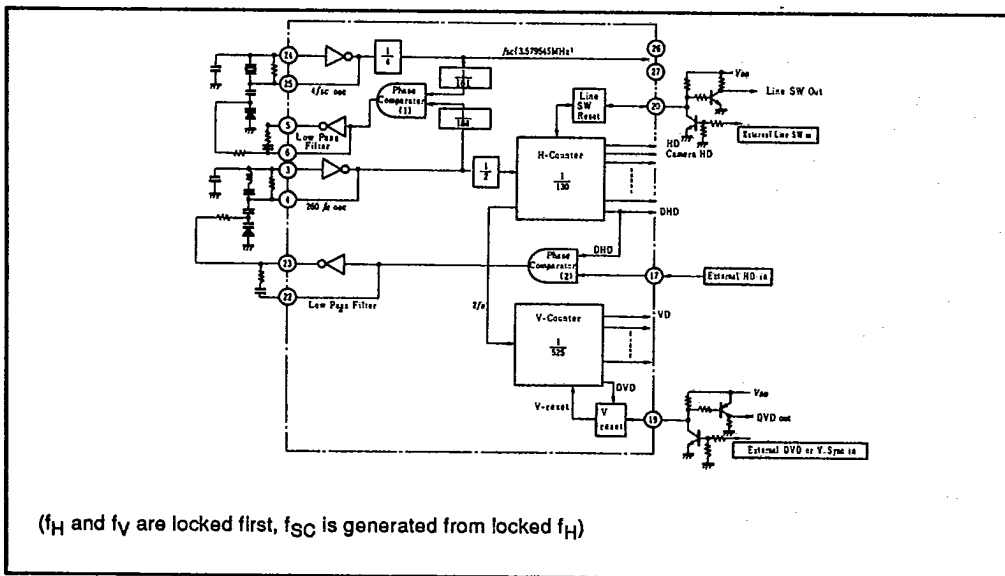 24
1
4
fsc(3.579545MHz)
26
27
25
4fSC osc
Phase
Comparator
(1)
Line
SW
Reset
20
VDD
Line SW Out
External Line SW in
5
6
Low Pass
Filter
3
4
260 fH osc
1
2
H-Counter
1
130
HD
Camera HD
DHD
DHD
Phase
Comparator
(2)
17
External HD in
23
22
Low Pass Filter
V-Counter
1
525
VD
DVD
V-reset
V
reset
19
VDD
DVD out
External DVD or V.Sync in
(fH and fV are locked first, fSC is generated from locked fH)